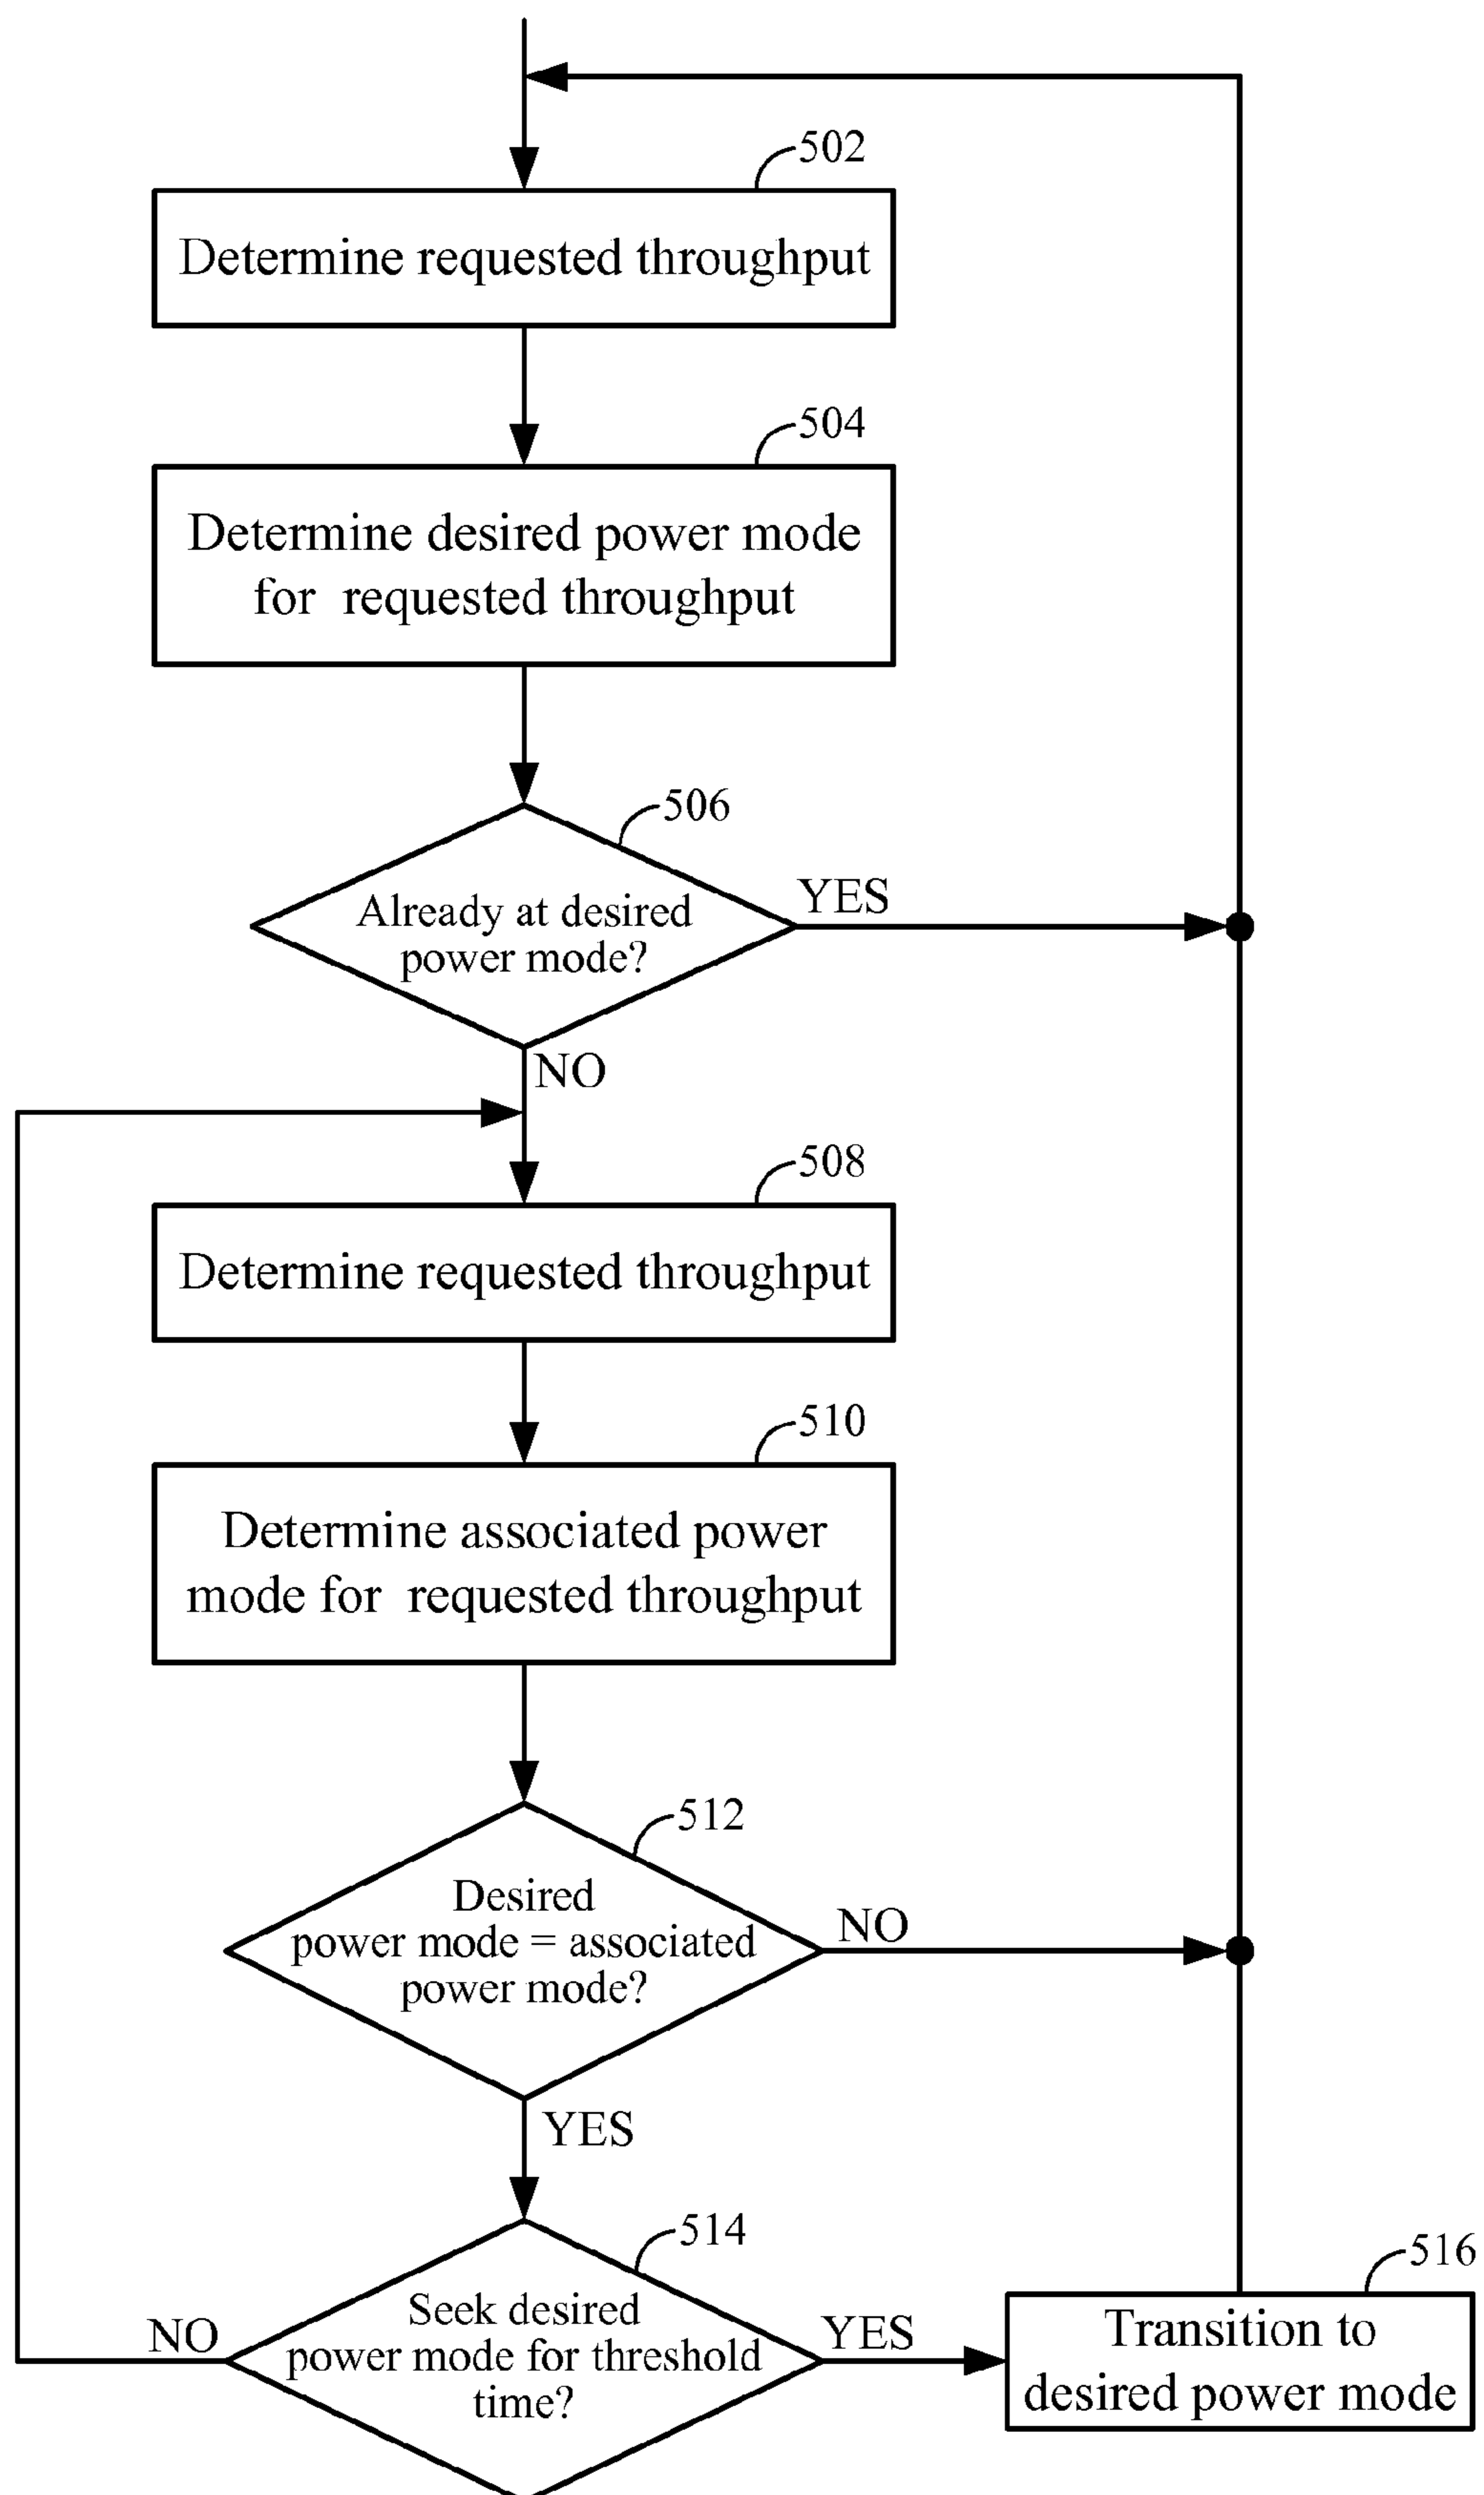 502
Determine requested throughput
504
Determine desired power mode
for requested throughput
506
Already at desired
power mode?
YES
NO
508
Determine requested throughput
510
Determine associated power
mode for requested throughput
512
Desired
power mode = associated
power mode?
NO
YES
514
Seek desired
power mode for threshold
time?
NO
YES
516
Transition to
desired power mode